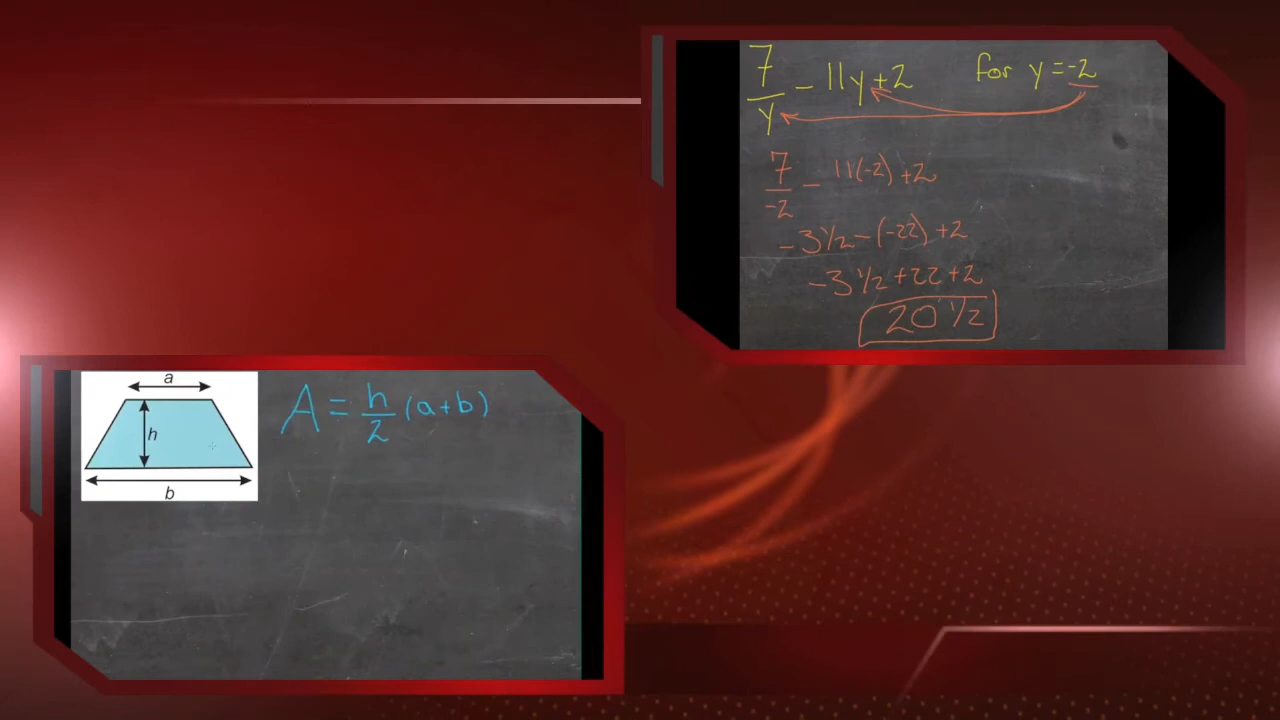 7/y - 11y + 2 for y = -2
7/-2 - 11(-2) + 2
-3 1/2 - (-22) + 2
-3 1/2 + 22 + 2
20 1/2
a
h
b
A = h/2 (a+b)